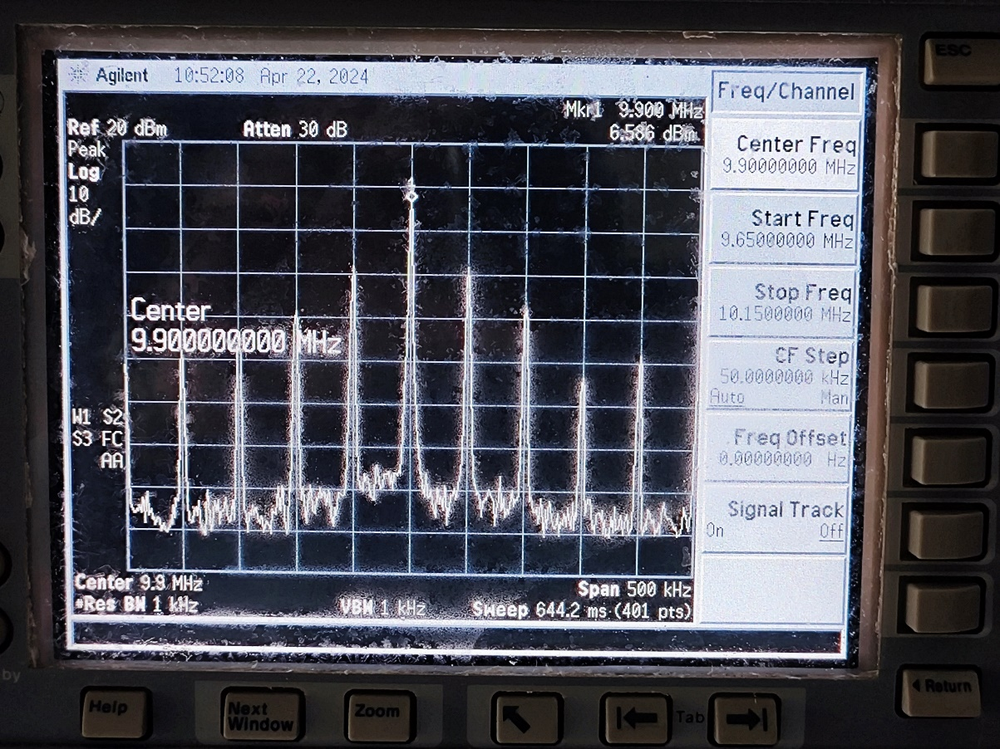 Agilent 10:52:08 Apr 22, 2024
Freq/Channel
Mkr1 9.900 MHz
Ref 20 dBm Atten 30 dB 6.586 dBm
Peak
Log
10
dB/
Center
9.900000000 MHz
W1 S2
S3 FC
AA
Center 9.9 MHz Span 500 kHz
#Res BW 1 kHz VBW 1 kHz Sweep 644.2 ms (401 pts)
Center Freq
9.90000000 MHz
Start Freq
9.65000000 MHz
Stop Freq
10.1500000 MHz
CF Step
50.0000000 kHz
Auto Man
Freq Offset
0.00000000 Hz
Signal Track
On Off
ESC
by
Help
Next
Window
Zoom
Tab
Return